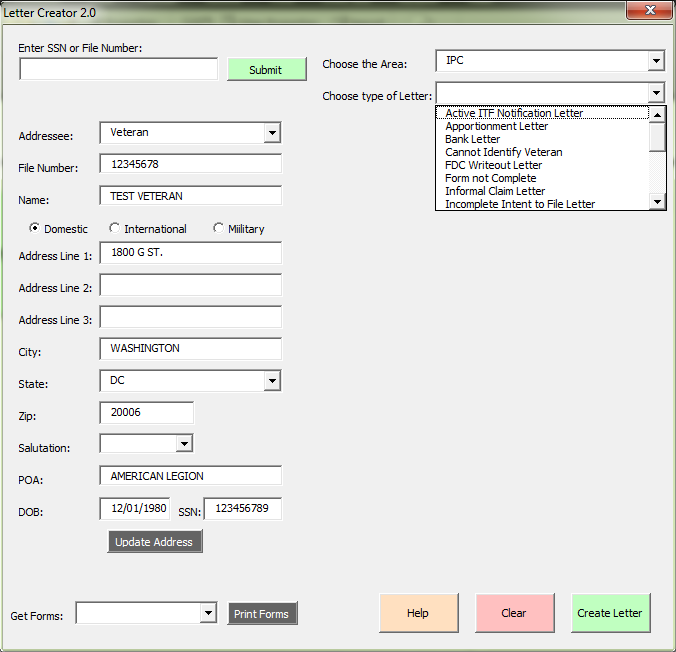 Letter Creator 2.0
Enter SSN or File Number:
Submit
Choose the Area: IPC
Choose type of Letter:
Active ITF Notification Letter
Apportionment Letter
Bank Letter
Cannot Identify Veteran
FDC Writeout Letter
Form not Complete
Informal Claim Letter
Incomplete Intent to File Letter
Addressee: Veteran
File Number: 12345678
Name: TEST VETERAN
Domestic International Military
Address Line 1: 1800 G ST.
Address Line 2:
Address Line 3:
City: WASHINGTON
State: DC
Zip: 20006
Salutation:
POA: AMERICAN LEGION
DOB: 12/01/1980 SSN: 123456789
Update Address
Get Forms: Print Forms Help Clear Create Letter